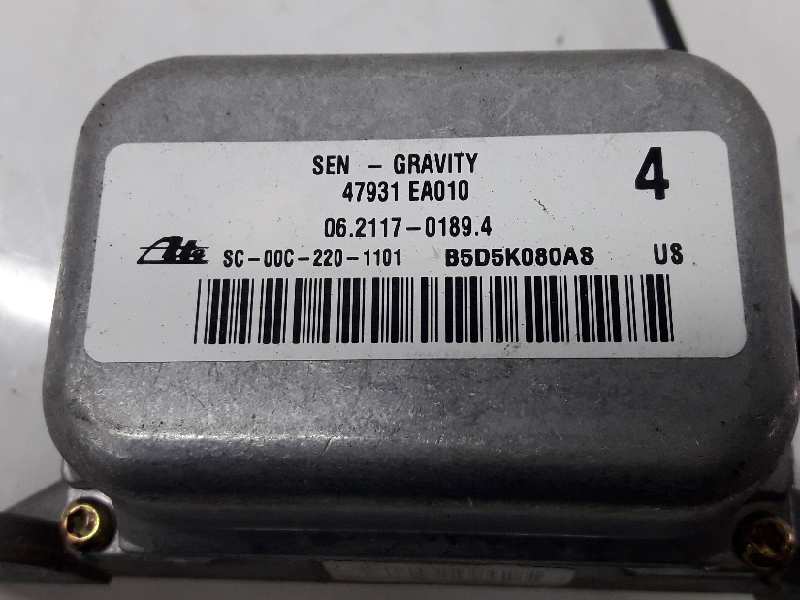 SEN - GRAVITY
47931 EA010
4
06.2117-0189.4
Ate SC-00C-220-1101 B5D5K080AS US